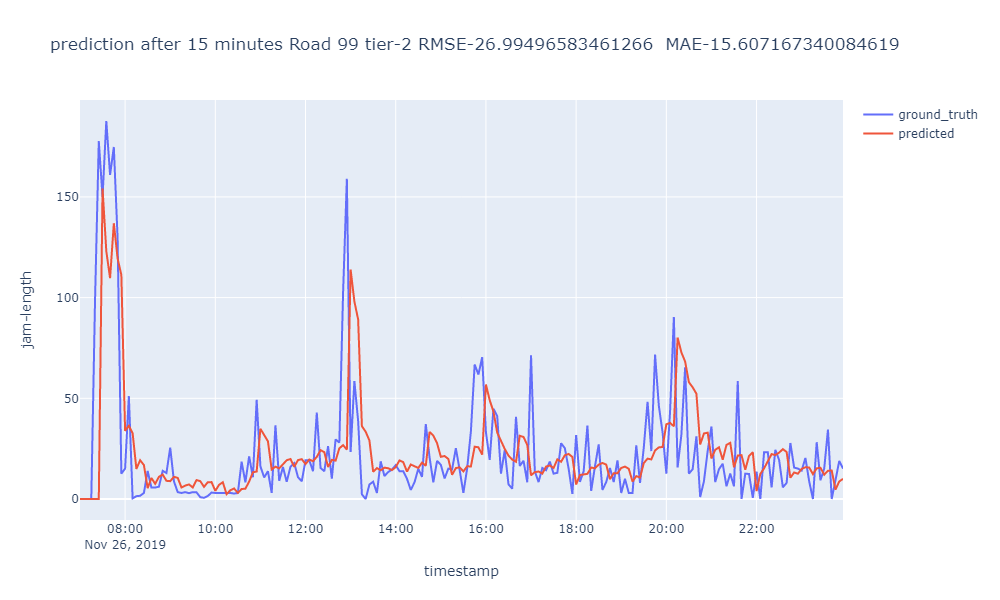 prediction after 15 minutes Road 99 tier-2 RMSE-26.99496583461266  MAE-15.607167340084619
ground_truth
predicted
150
100
50
0
jam-length
08:00 10:00 12:00 14:00 16:00 18:00 20:00 22:00
Nov 26, 2019
timestamp